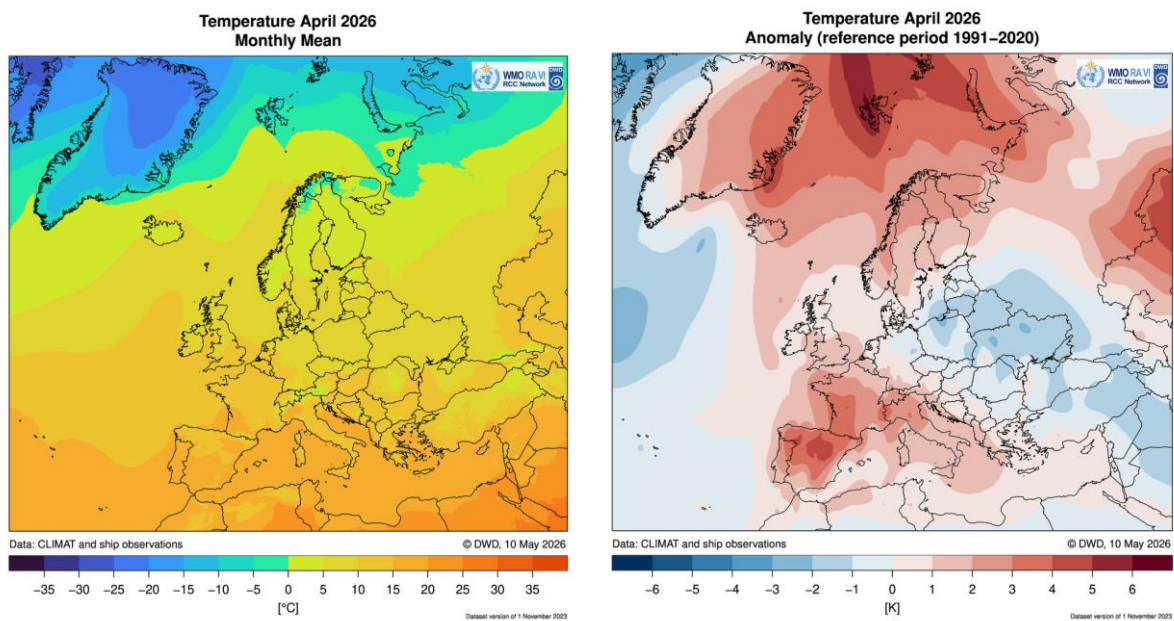 Temperature April 2026
Monthly Mean
WMO RA VI
RCC Network
DWD
Data: CLIMAT and ship observations
© DWD, 10 May 2026
−35 −30 −25 −20 −15 −10 −5 0 5 10 15 20 25 30 35
[°C]
Dataset version of 1 November 2023
Temperature April 2026
Anomaly (reference period 1991−2020)
WMO RA VI
RCC Network
DWD
Data: CLIMAT and ship observations
© DWD, 10 May 2026
−6 −5 −4 −3 −2 −1 0 1 2 3 4 5 6
[K]
Dataset version of 1 November 2023